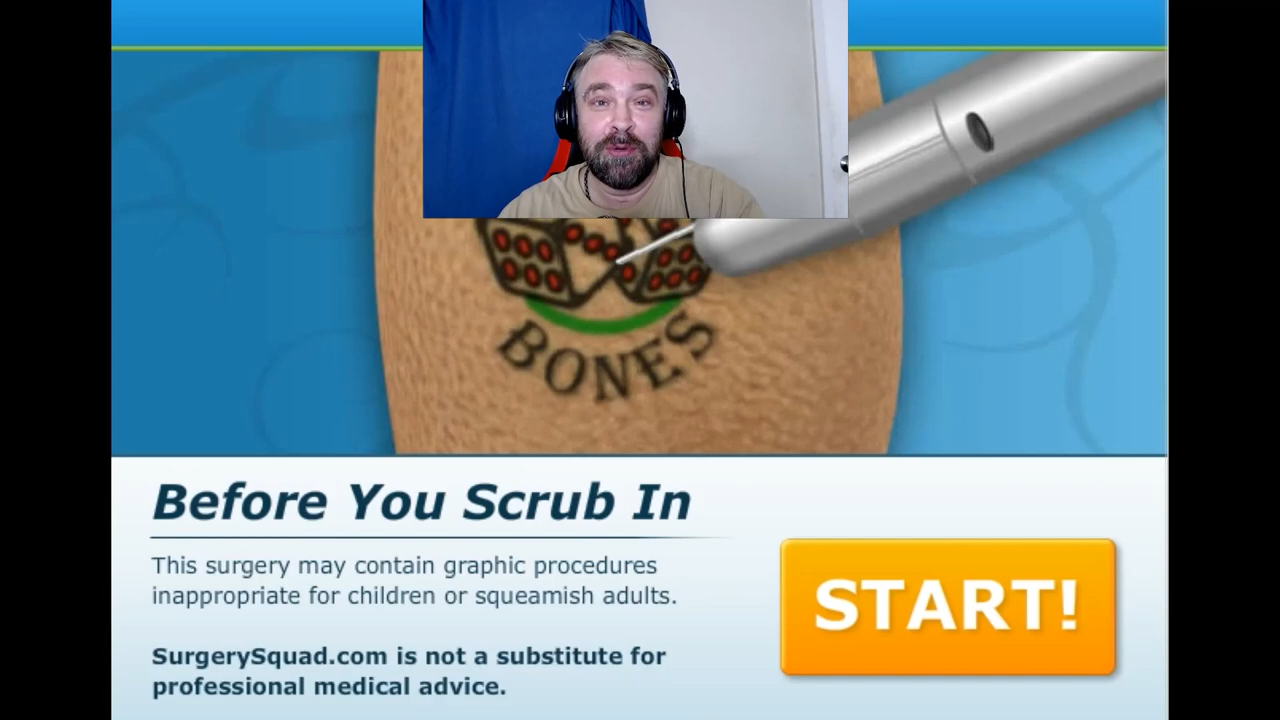 BONES
Before You Scrub In
This surgery may contain graphic procedures
inappropriate for children or squeamish adults.
SurgerySquad.com is not a substitute for
professional medical advice.
START!